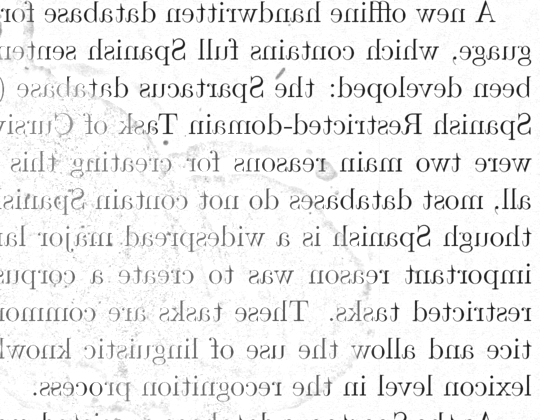 A new offline handwritten database for
guage, which contains full Spanish senten
been developed: the Spartacus database (
Spanish Restricted-domain Task of Cursiv
were two main reasons for creating this
all, most databases do not contain Spanis
though Spanish is a widespread major lan
important reason was to create a corpus
restricted tasks. These tasks are common
tice and allow the use of linguistic knowl
lexicon level in the recognition process.